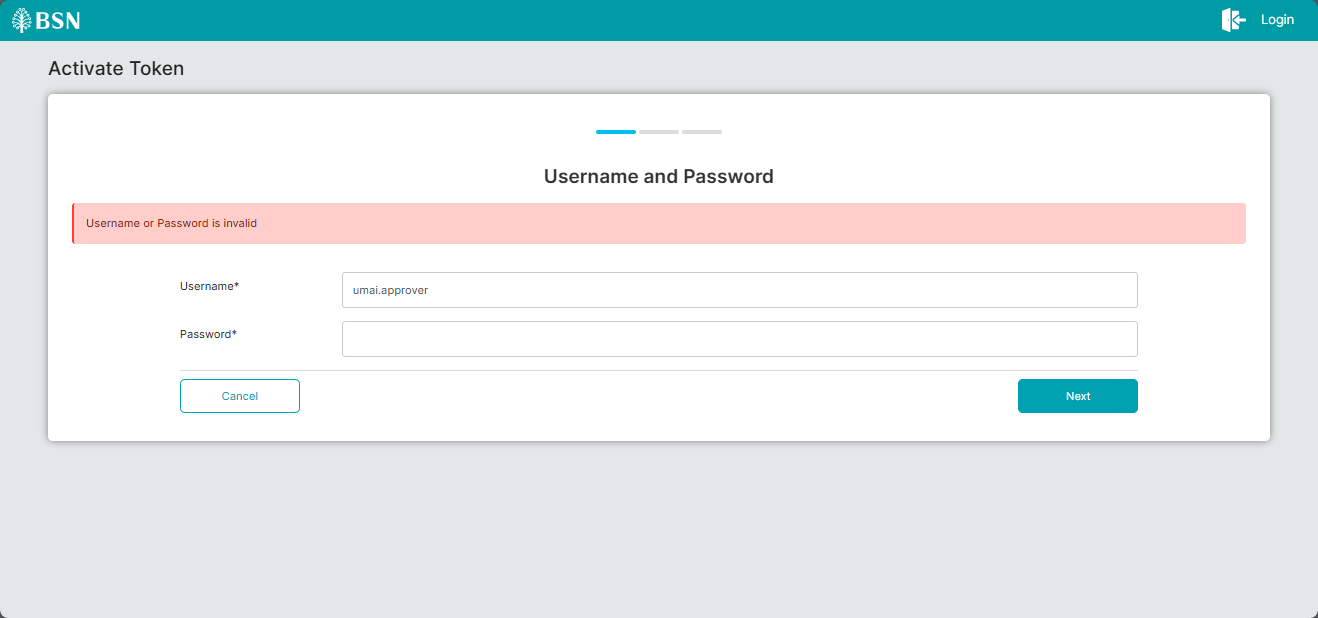 BSN
Login
Activate Token
Username and Password
Username or Password is invalid
Username*
umai.approver
Password*
Cancel
Next